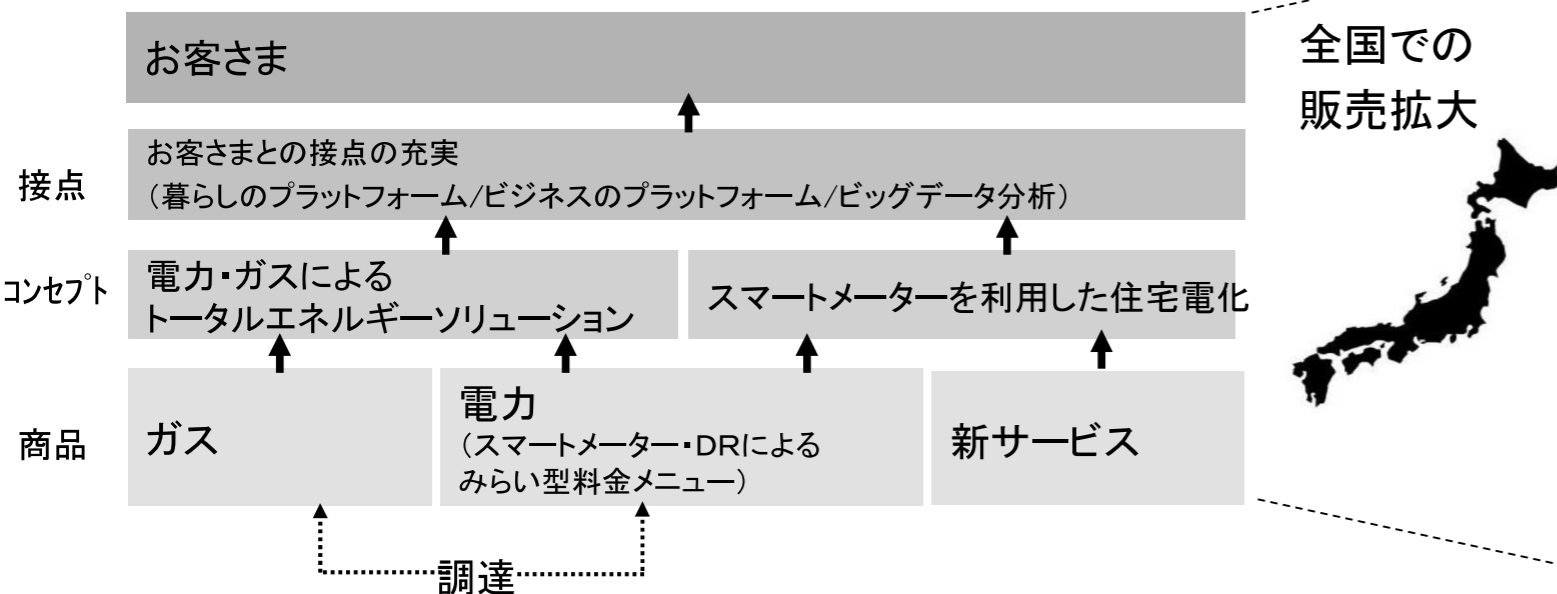 お客さま
全国での
販売拡大
接点
お客さまとの接点の充実
（暮らしのプラットフォーム/ビジネスのプラットフォーム/ビッグデータ分析）
コンセプト
電力・ガスによる
トータルエネルギーソリューション
スマートメーターを利用した住宅電化
商品
ガス
電力
（スマートメーター・DRによる
みらい型料金メニュー）
新サービス
調達